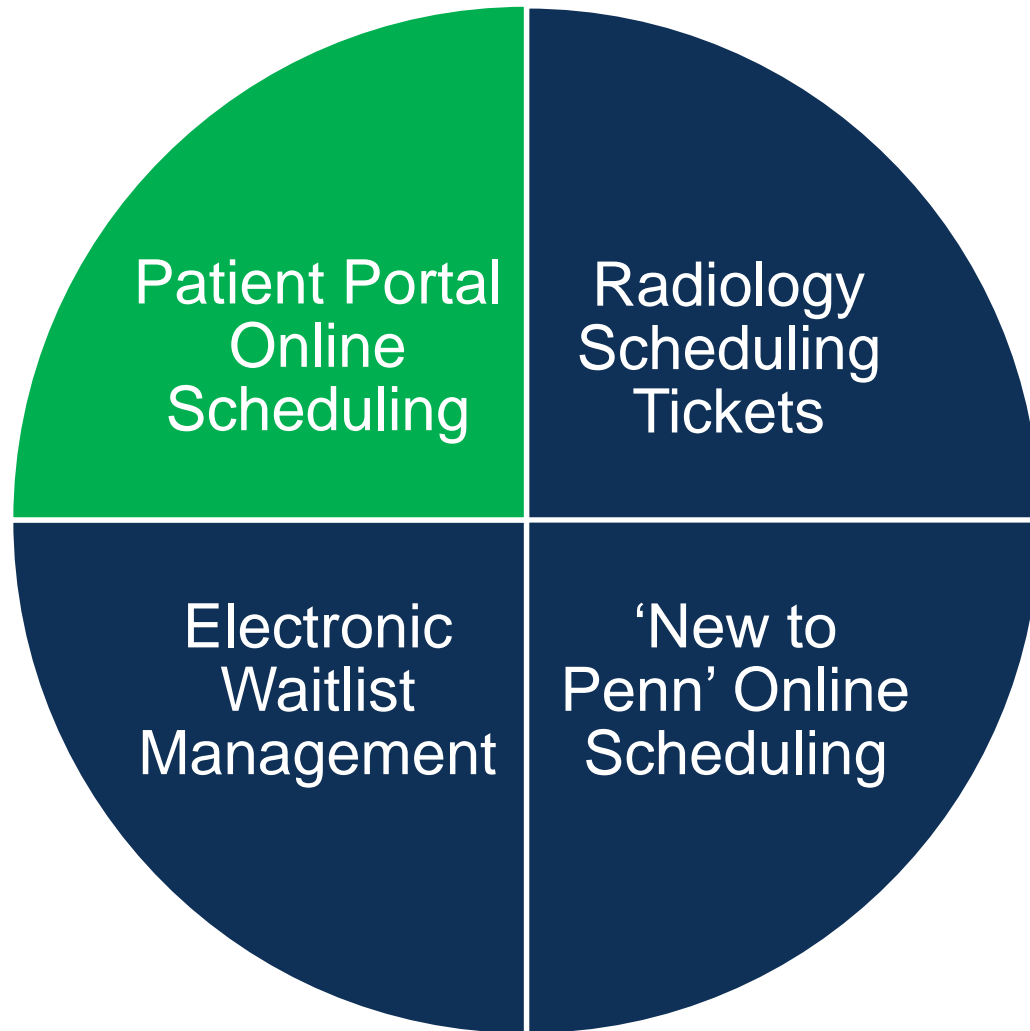 Patient Portal
Online
Scheduling
Radiology
Scheduling
Tickets
Electronic
Waitlist
Management
‘New to
Penn’ Online
Scheduling